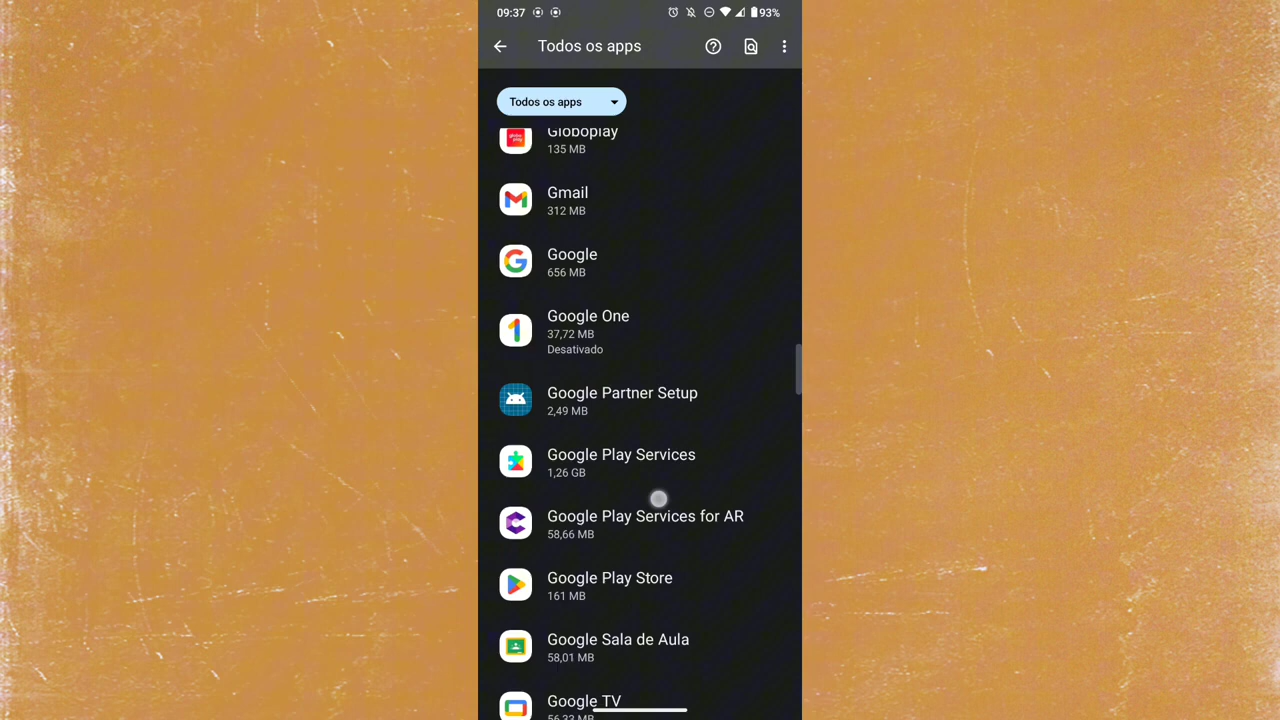 09:37
93%
Todos os apps
Todos os apps
Globoplay
135 MB
Gmail
312 MB
Google
656 MB
Google One
37,72 MB
Desativado
Google Partner Setup
2,49 MB
Google Play Services
1,26 GB
Google Play Services for AR
58,66 MB
Google Play Store
161 MB
Google Sala de Aula
58,01 MB
Google TV
56,33 MB